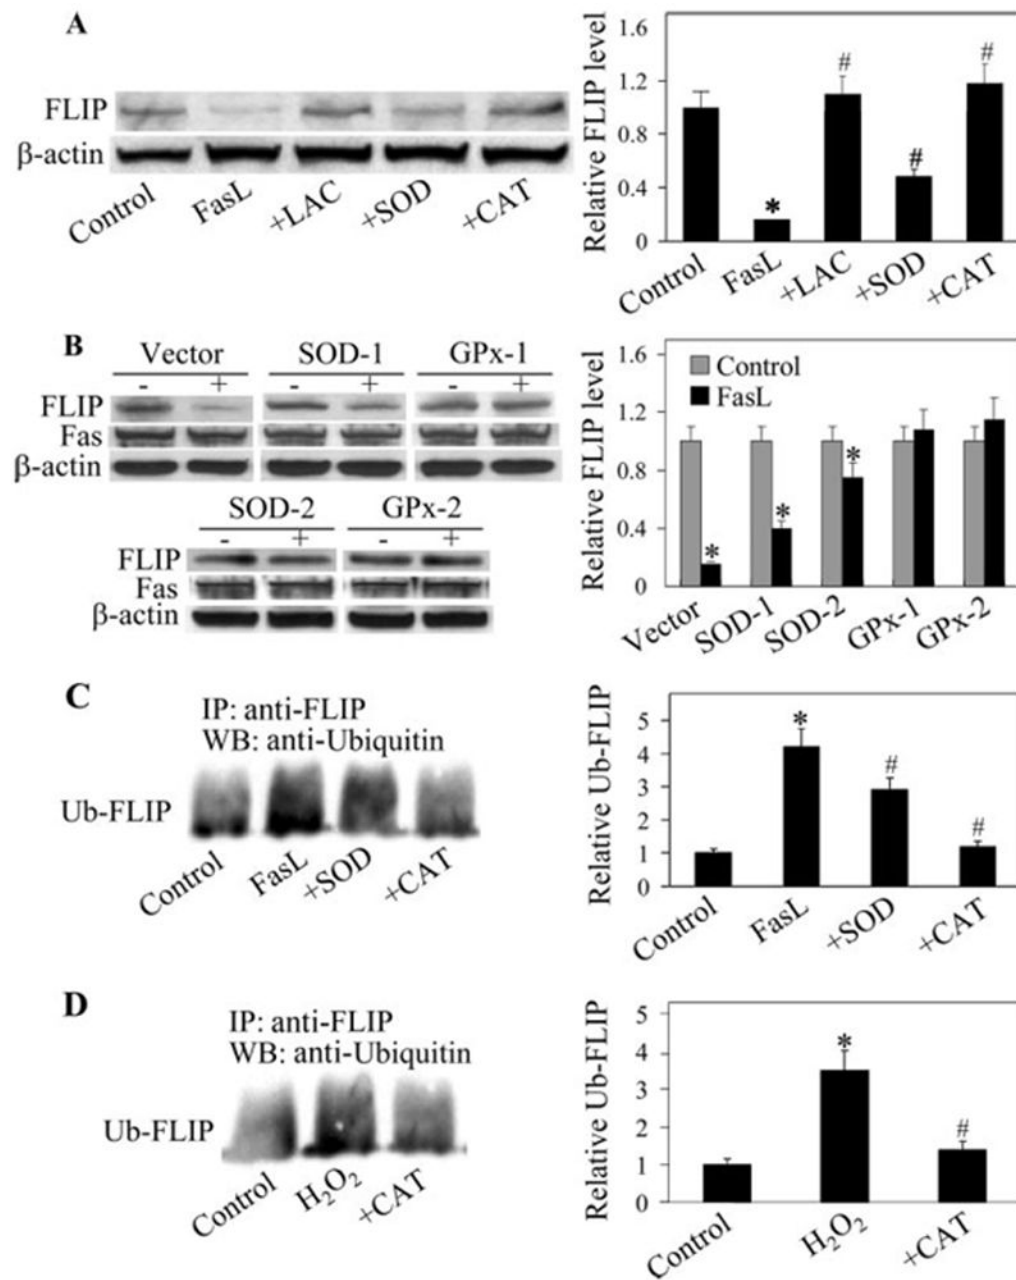 A
FLIP
β-actin
Control FasL +LAC +SOD +CAT
Relative FLIP level
1.6
1.2
0.8
0.4
0
*
#
#
#
Control FasL +LAC +SOD +CAT
B
Vector SOD-1 GPx-1
- + - + - +
FLIP
Fas
β-actin
SOD-2 GPx-2
- + - +
FLIP
Fas
β-actin
Relative FLIP level
1.6
1.2
0.8
0.4
0
Control
FasL
*
*
*
Vector SOD-1 SOD-2 GPx-1 GPx-2
C
IP: anti-FLIP
WB: anti-Ubiquitin
Ub-FLIP
Control FasL +SOD +CAT
Relative Ub-FLIP
5
4
3
2
1
0
*
#
#
Control FasL +SOD +CAT
D
IP: anti-FLIP
WB: anti-Ubiquitin
Ub-FLIP
Control H₂O₂ +CAT
Relative Ub-FLIP
5
4
3
2
1
0
*
#
Control H₂O₂ +CAT